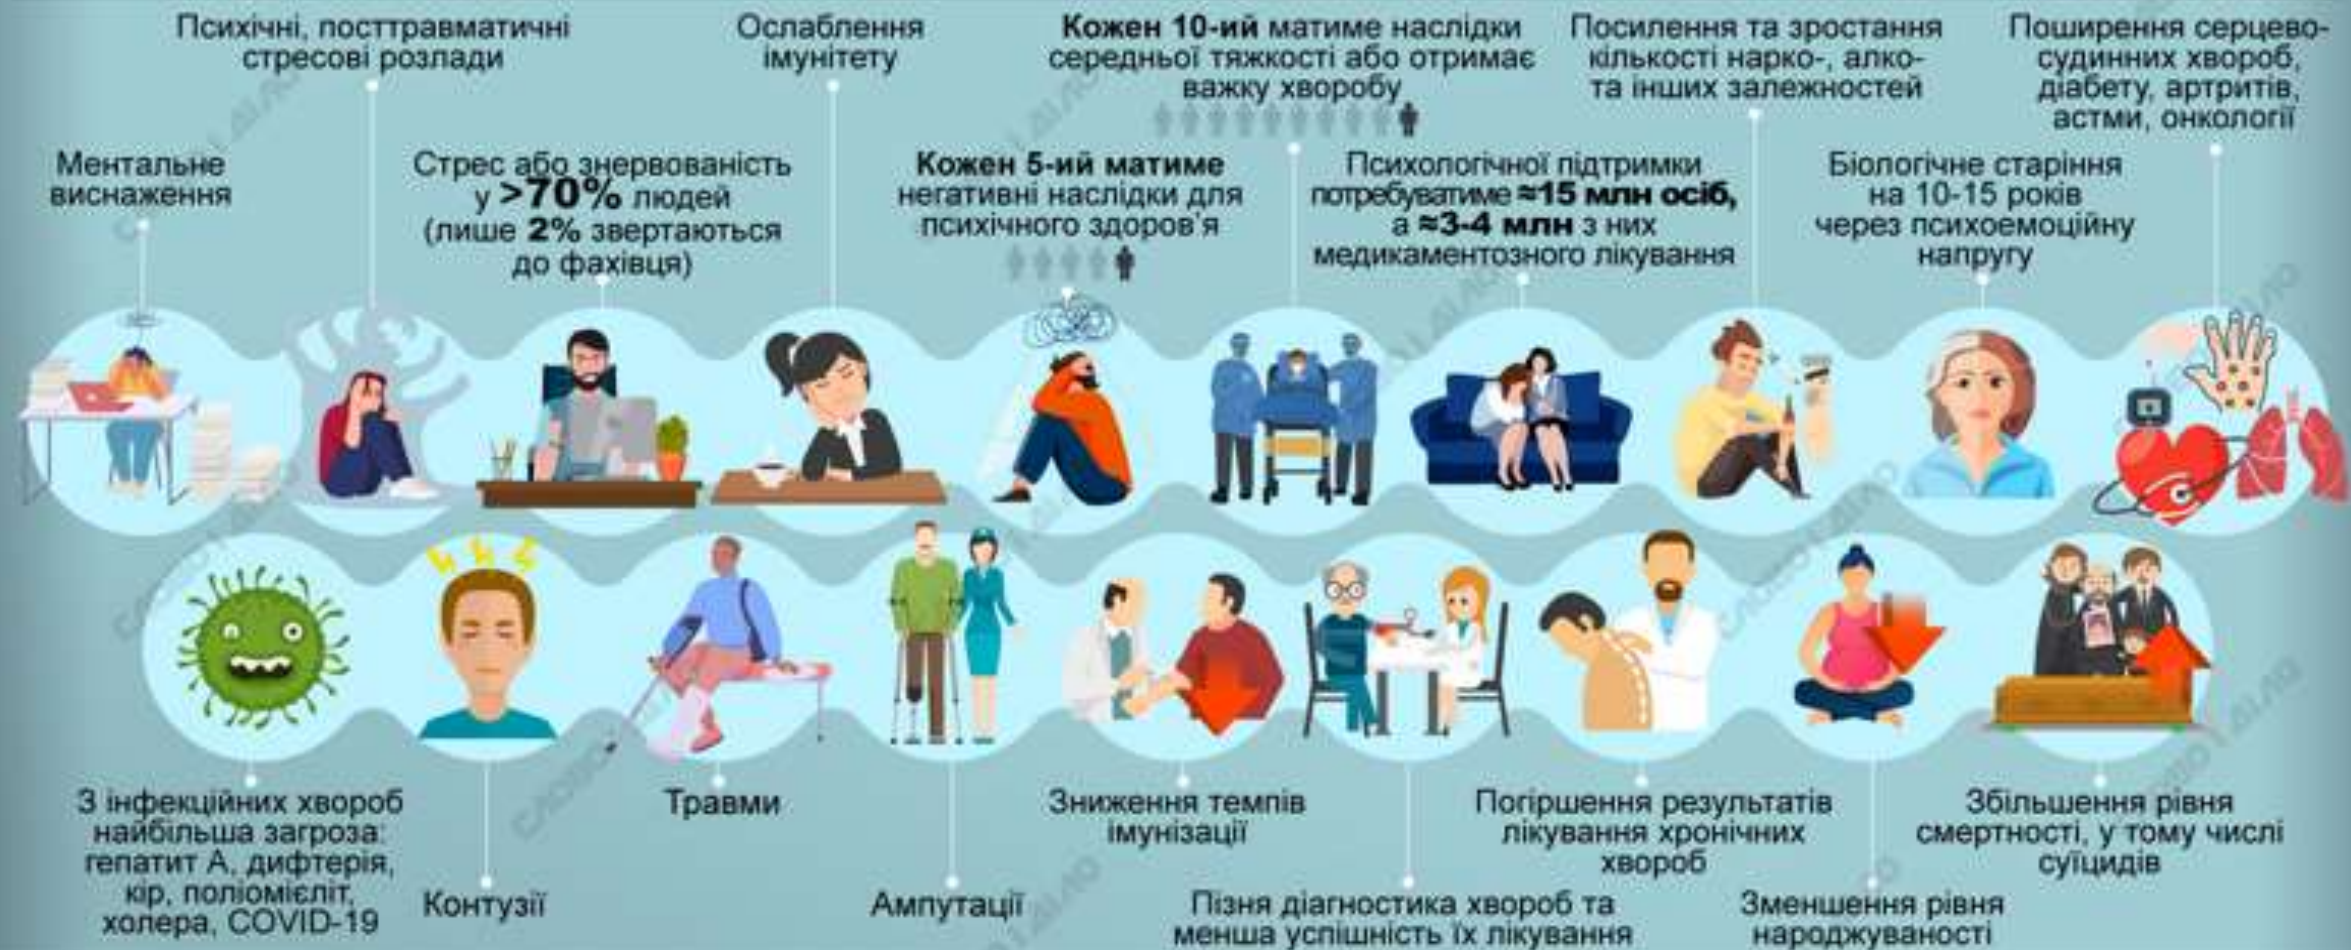 Психічні, посттравматичні
стресові розлади
Ослаблення
імунітету
Кожен 10-ий матиме наслідки
середньої тяжкості або отримає
важку хворобу
Посилення та зростання
кількості нарко-, алко-
та інших залежностей
Поширення серцево-
судинних хвороб,
діабету, артритів,
астми, онкології
Ментальне
виснаження
Стрес або знервованість
у >70% людей
(лише 2% звертаються
до фахівця)
Кожен 5-ий матиме
негативні наслідки для
психічного здоров'я
Психологічної підтримки
потребуватиме ≈15 млн осіб,
а ≈3-4 млн з них
медикаментозного лікування
Біологічне старіння
на 10-15 років
через психоемоційну
напругу
З інфекційних хвороб
найбільша загроза:
гепатит А, дифтерія,
кір, поліомієліт,
холера, COVID-19
Контузії
Травми
Ампутації
Зниження темпів
імунізації
Пізня діагностика хвороб та
менша успішність їх лікування
Погіршення результатів
лікування хронічних
хвороб
Зменшення рівня
народжуваності
Збільшення рівня
смертності, у тому числі
суїцидів